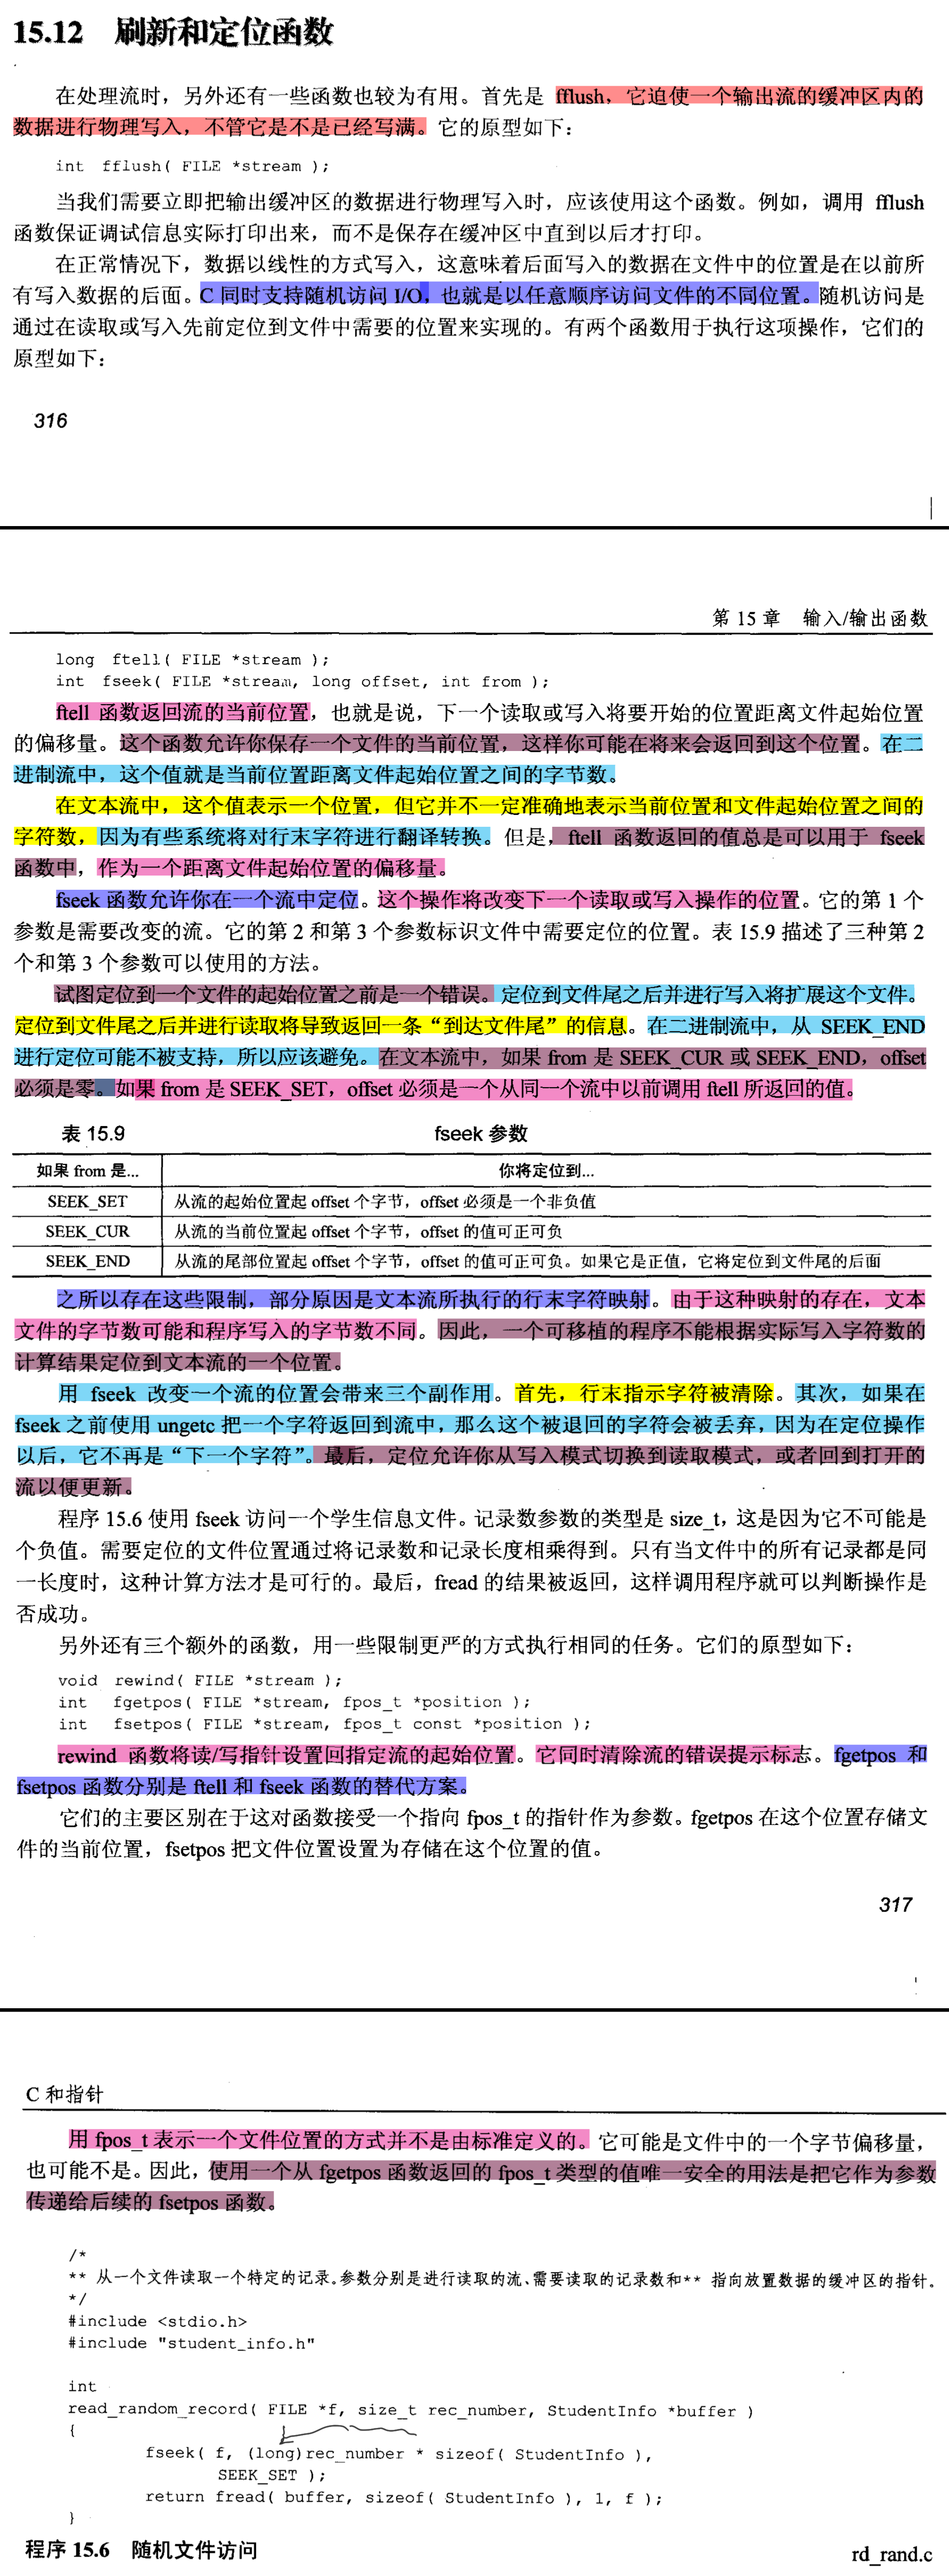 15.12 刷新和定位函数
在处理流时，另外还有一些函数也较为有用。首先是 fflush，它迫使一个输出流的缓冲区内的
数据进行物理写入，不管它是不是已经写满。它的原型如下：
int fflush( FILE *stream );
当我们需要立即把输出缓冲区的数据进行物理写入时，应该使用这个函数。例如，调用 fflush
函数保证调试信息实际打印出来，而不是保存在缓冲区中直到以后才打印。
在正常情况下，数据以线性的方式写入，这意味着后面写入的数据在文件中的位置是在以前所
有写入数据的后面。C 同时支持随机访问 I/O，也就是以任意顺序访问文件的不同位置。随机访问是
通过在读取或写入先前定位到文件中需要的位置来实现的。有两个函数用于执行这项操作，它们的
原型如下：
316
第 15 章 输入/输出函数
long ftell( FILE *stream );
int fseek( FILE *stream, long offset, int from );
ftell 函数返回流的当前位置，也就是说，下一个读取或写入将要开始的位置距离文件起始位置
的偏移量。这个函数允许你保存一个文件的当前位置，这样你可能在将来会返回到这个位置。在二
进制流中，这个值就是当前位置距离文件起始位置之间的字节数。
在文本流中，这个值表示一个位置，但它并不一定准确地表示当前位置和文件起始位置之间的
字符数，因为有些系统将对行末字符进行翻译转换。但是，ftell 函数返回的值总是可以用于 fseek
函数中，作为一个距离文件起始位置的偏移量。
fseek 函数允许你在一个流中定位。这个操作将改变下一个读取或写入操作的位置。它的第 1 个
参数是需要改变的流。它的第 2 和第 3 个参数标识文件中需要定位的位置。表 15.9 描述了三种第 2
个和第 3 个参数可以使用的方法。
试图定位到一个文件的起始位置之前是一个错误。定位到文件尾之后并进行写入将扩展这个文件。
定位到文件尾之后并进行读取将导致返回一条“到达文件尾”的信息。在二进制流中，从 SEEK_END
进行定位可能不被支持，所以应该避免。在文本流中，如果 from 是 SEEK_CUR 或 SEEK_END，offset
必须是零。如果 from 是 SEEK_SET，offset 必须是一个从同一个流中以前调用 ftell 所返回的值。
表 15.9 fseek 参数
如果 from 是... 你将定位到...
SEEK_SET 从流的起始位置起 offset 个字节，offset 必须是一个非负值
SEEK_CUR 从流的当前位置起 offset 个字节，offset 的值可正可负
SEEK_END 从流的尾部位置起 offset 个字节，offset 的值可正可负。如果它是正值，它将定位到文件尾的后面
之所以存在这些限制，部分原因是文本流所执行的行末字符映射。由于这种映射的存在，文本
文件的字节数可能和程序写入的字节数不同。因此，一个可移植的程序不能根据实际写入字符数的
计算结果定位到文本流的一个位置。
用 fseek 改变一个流的位置会带来三个副作用。首先，行末指示字符被清除。其次，如果在
fseek 之前使用 ungetc 把一个字符返回到流中，那么这个被退回的字符会被丢弃，因为在定位操作
以后，它不再是“下一个字符”。最后，定位允许你从写入模式切换到读取模式，或者回到打开的
流以便更新。
程序 15.6 使用 fseek 访问一个学生信息文件。记录数参数的类型是 size_t，这是因为它不可能是
个负值。需要定位的文件位置通过将记录数和记录长度相乘得到。只有当文件中的所有记录都是同
一长度时，这种计算方法才是可行的。最后，fread 的结果被返回，这样调用程序就可以判断操作是
否成功。
另外还有三个额外的函数，用一些限制更严的方式执行相同的任务。它们的原型如下：
void rewind( FILE *stream );
int fgetpos( FILE *stream, fpos_t *position );
int fsetpos( FILE *stream, fpos_t const *position );
rewind 函数将读/写指针设置回指定流的起始位置。它同时清除流的错误提示标志。fgetpos 和
fsetpos 函数分别是 ftell 和 fseek 函数的替代方案。
它们的主要区别在于这对函数接受一个指向 fpos_t 的指针作为参数。fgetpos 在这个位置存储文
件的当前位置，fsetpos 把文件位置设置为存储在这个位置的值。
317
C 和指针
用 fpos_t 表示一个文件位置的方式并不是由标准定义的。它可能是文件中的一个字节偏移量，
也可能不是。因此，使用一个从 fgetpos 函数返回的 fpos_t 类型的值唯一安全的用法是把它作为参数
传递给后续的 fsetpos 函数。
/*
** 从一个文件读取一个特定的记录。参数分别是进行读取的流、需要读取的记录数和** 指向放置数据的缓冲区的指针。
*/
#include <stdio.h>
#include "student_info.h"
int
read_random_record( FILE *f, size_t rec_number, StudentInfo *buffer )
{
fseek( f, (long)rec_number * sizeof( StudentInfo ),
SEEK_SET );
return fread( buffer, sizeof( StudentInfo ), 1, f );
}
程序 15.6 随机文件访问 rd_rand.c